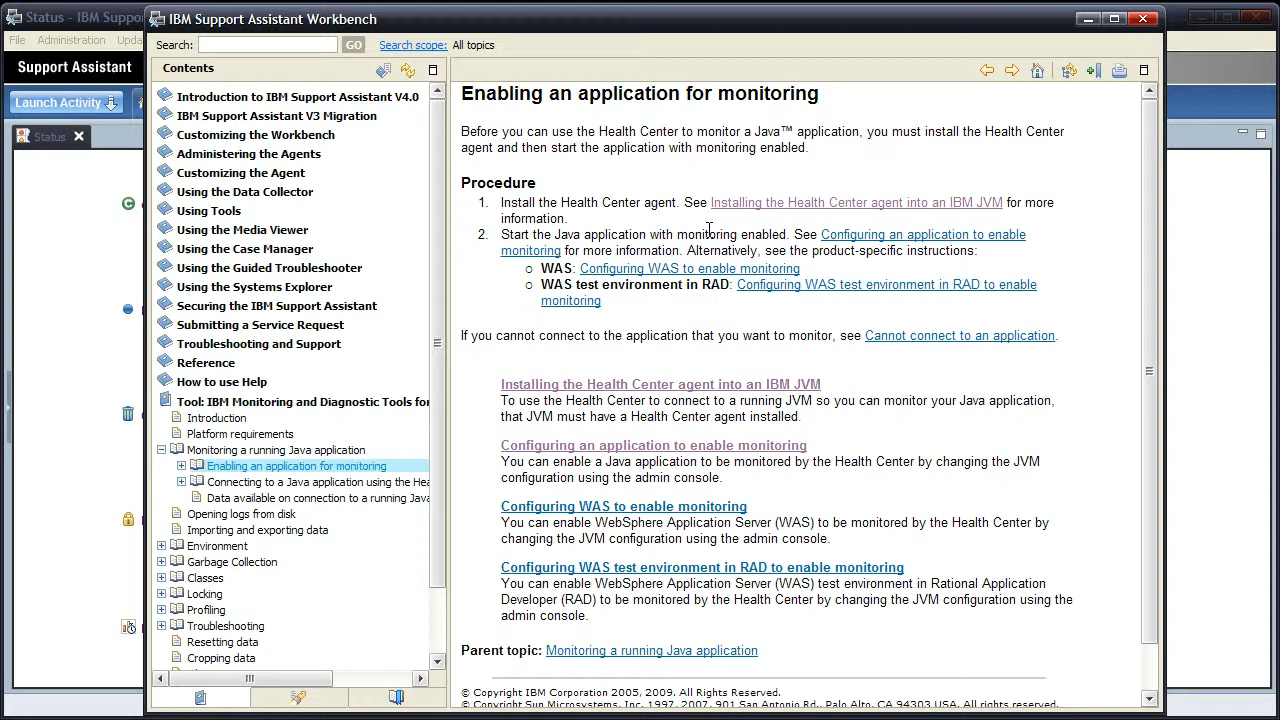 Status - IBM Suppo
IBM Support Assistant Workbench
File Administration Upda
Search: GO Search scope: All topics
Support Assistant
Launch Activity
Status
Contents
Introduction to IBM Support Assistant V4.0
IBM Support Assistant V3 Migration
Customizing the Workbench
Administering the Agents
Customizing the Agent
Using the Data Collector
Using Tools
Using the Media Viewer
Using the Case Manager
Using the Guided Troubleshooter
Using the Systems Explorer
Securing the IBM Support Assistant
Submitting a Service Request
Troubleshooting and Support
Reference
How to use Help
Tool: IBM Monitoring and Diagnostic Tools for
Introduction
Platform requirements
Monitoring a running Java application
Enabling an application for monitoring
Connecting to a Java application using the Hea
Data available on connection to a running Java
Opening logs from disk
Importing and exporting data
Environment
Garbage Collection
Classes
Locking
Profiling
Troubleshooting
Resetting data
Cropping data
Enabling an application for monitoring
Before you can use the Health Center to monitor a Java™ application, you must install the Health Center
agent and then start the application with monitoring enabled.
Procedure
1. Install the Health Center agent. See Installing the Health Center agent into an IBM JVM for more
information.
2. Start the Java application with monitoring enabled. See Configuring an application to enable
monitoring for more information. Alternatively, see the product-specific instructions:
WAS: Configuring WAS to enable monitoring
WAS test environment in RAD: Configuring WAS test environment in RAD to enable
monitoring
If you cannot connect to the application that you want to monitor, see Cannot connect to an application.
Installing the Health Center agent into an IBM JVM
To use the Health Center to connect to a running JVM so you can monitor your Java application,
that JVM must have a Health Center agent installed.
Configuring an application to enable monitoring
You can enable a Java application to be monitored by the Health Center by changing the JVM
configuration using the admin console.
Configuring WAS to enable monitoring
You can enable WebSphere Application Server (WAS) to be monitored by the Health Center by
changing the JVM configuration using the admin console.
Configuring WAS test environment in RAD to enable monitoring
You can enable WebSphere Application Server (WAS) test environment in Rational Application
Developer (RAD) to be monitored by the Health Center by changing the JVM configuration using the
admin console.
Parent topic: Monitoring a running Java application
© Copyright IBM Corporation 2005, 2009. All Rights Reserved.
© Copyright Sun Microsystems, Inc. 1997, 2007, 901 San Antonio Rd., Palo Alto, CA 94303 USA. All rights reserved.